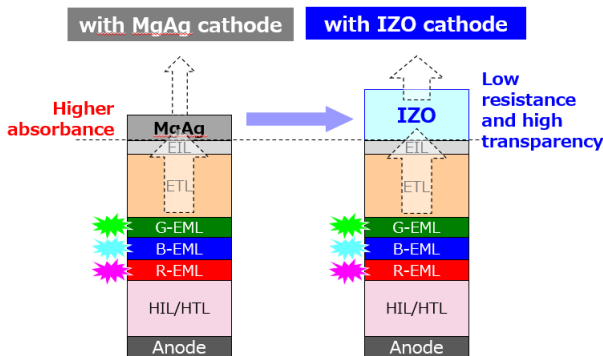 with MgAg cathode
with IZO cathode
Higher
absorbance
MgAg
EIL
ETL
G-EML
B-EML
R-EML
HIL/HTL
Anode
Low
resistance
and high
transparency
IZO
EIL
ETL
G-EML
B-EML
R-EML
HIL/HTL
Anode